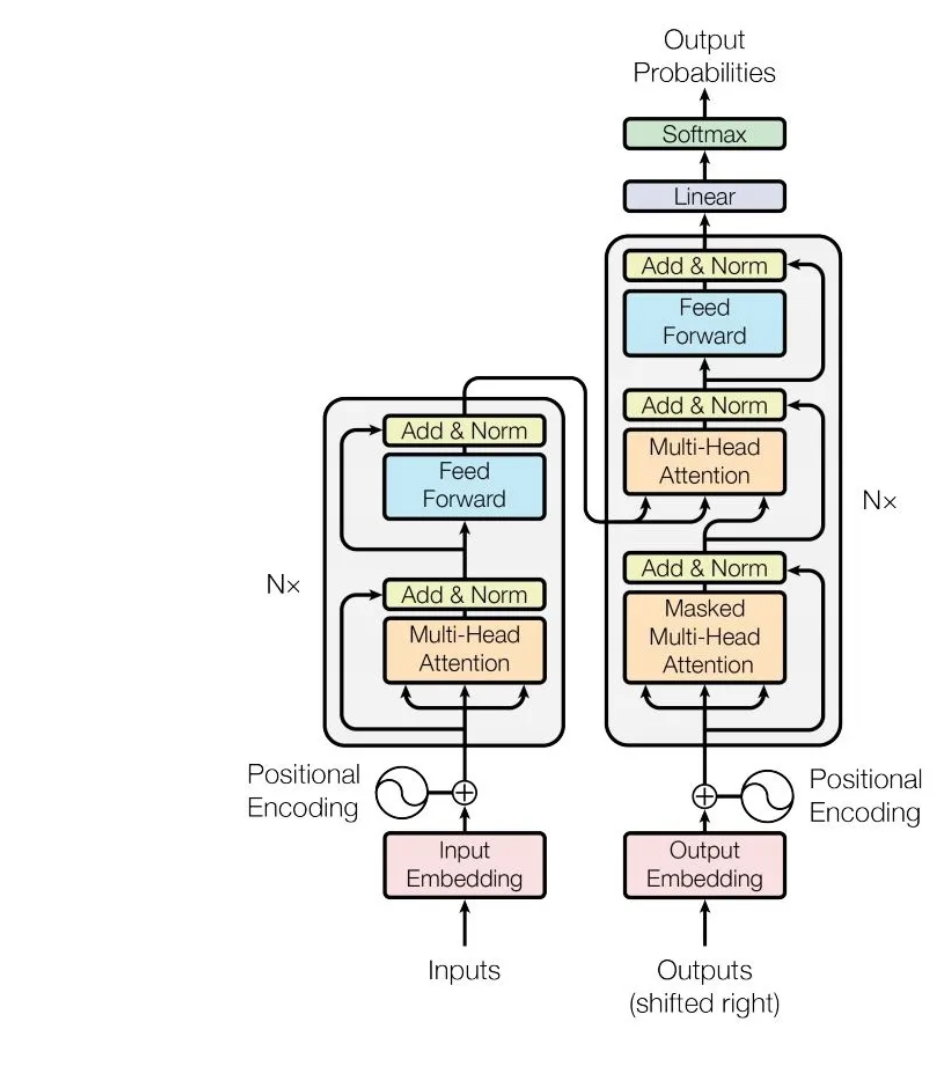 Output
Probabilities
Softmax
Linear
Add & Norm
Feed
Forward
Add & Norm
Multi-Head
Attention
Nx
Add & Norm
Masked
Multi-Head
Attention
Positional
Encoding
Output
Embedding
Outputs
(shifted right)
Add & Norm
Feed
Forward
Nx
Add & Norm
Multi-Head
Attention
Positional
Encoding
Input
Embedding
Inputs